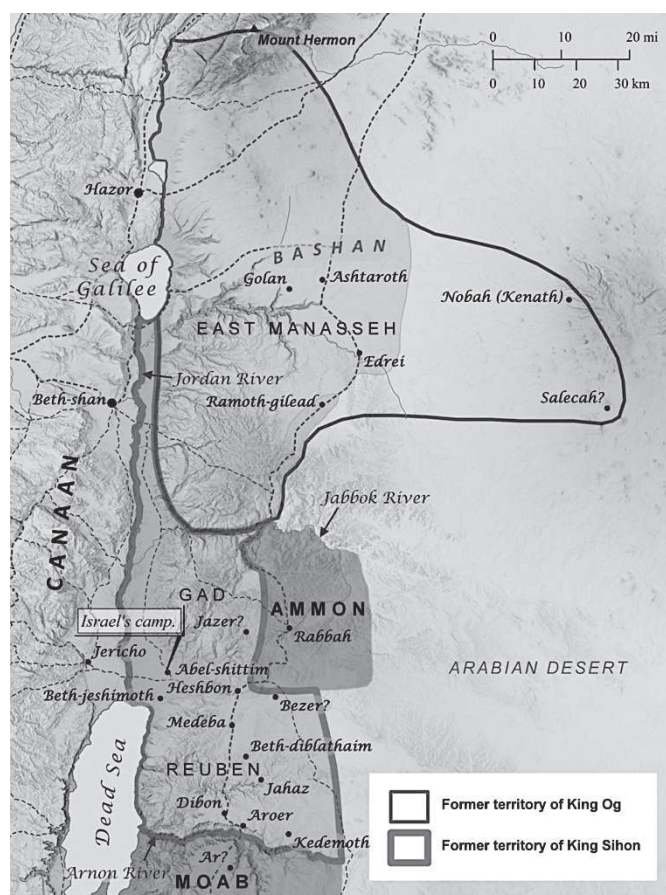 Mount Hermon
10 20 mi
10 20 30 km
Hazor
BASHAN
Sea of
Galilee
Golan
Ashtaroth
Nobah (Kenath)
EAST MANASSEH
Edrei
Jordan River
Beth-shan
Ramoth-gilead
Salecah?
CANAAN
Jabbok River
GAD
AMMON
Israel's camp.
Jazer?
Rabbah
Jericho
Abel-shittim
ARABIAN DESERT
Beth-jeshimoth
Heshbon
Bezer?
Medeba
Beth-diblathaim
REUBEN
Jahaz
Dead Sea
Dibon
Aroer
Kedemoth
Arnon River
Ar?
MOAB
Former territory of King Og
Former territory of King Sihon